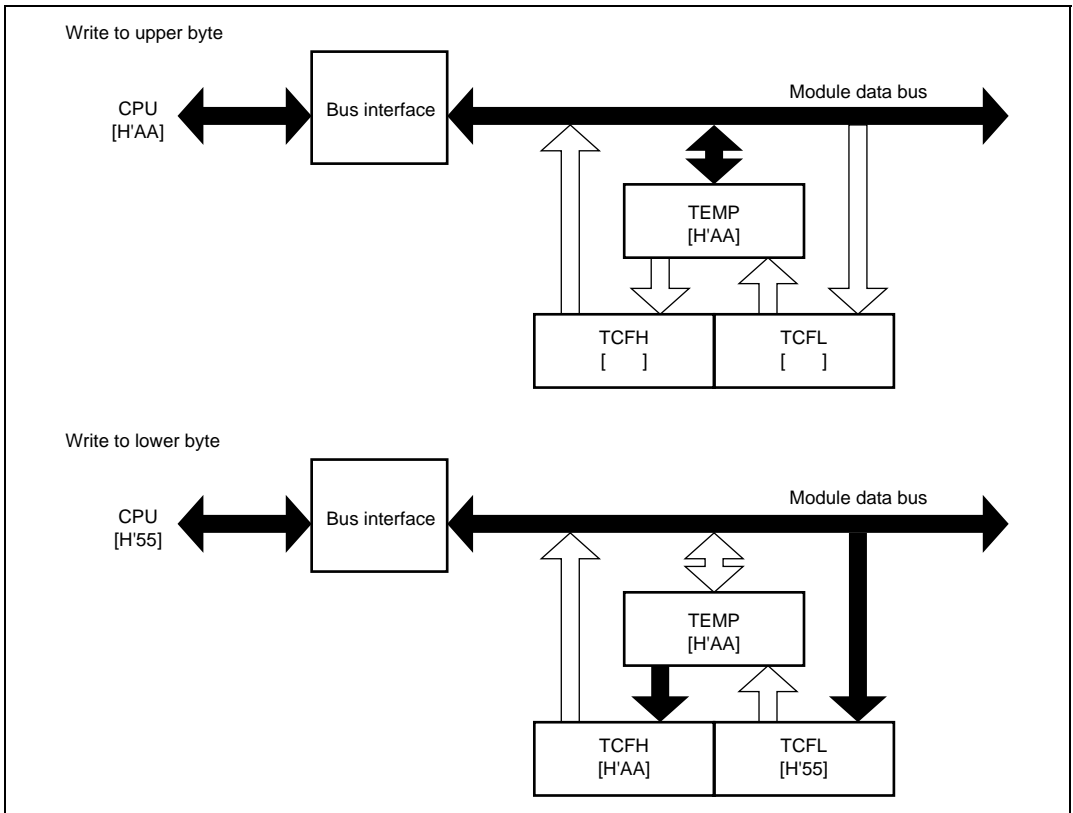 Write to upper byte
Module data bus
CPU
[H'AA]
Bus interface
TEMP
[H'AA]
TCFH
[ ]
TCFL
[ ]
Write to lower byte
Module data bus
CPU
[H'55]
Bus interface
TEMP
[H'AA]
TCFH
[H'AA]
TCFL
[H'55]